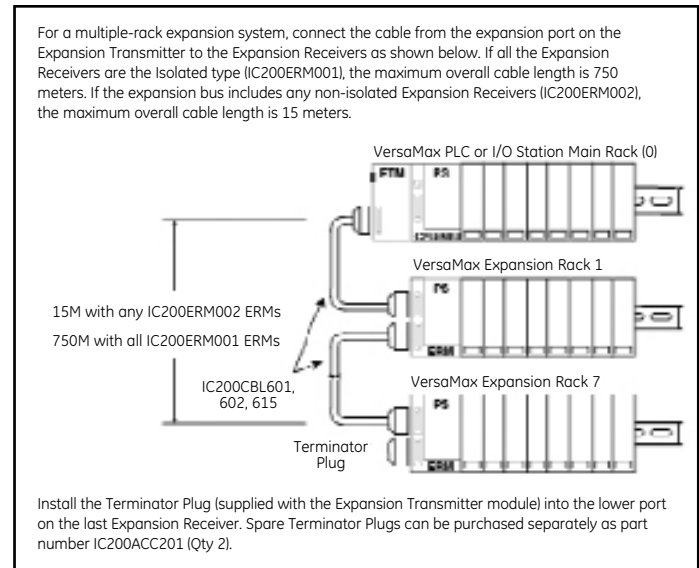 For a multiple-rack expansion system, connect the cable from the expansion port on the
Expansion Transmitter to the Expansion Receivers as shown below. If all the Expansion
Receivers are the Isolated type (IC200ERM001), the maximum overall cable length is 750
meters. If the expansion bus includes any non-isolated Expansion Receivers (IC200ERM002),
the maximum overall cable length is 15 meters.
VersaMax PLC or I/O Station Main Rack (0)
ETM PS
VersaMax Expansion Rack 1
PS
15M with any IC200ERM002 ERMs
750M with all IC200ERM001 ERMs
ERM
IC200CBL601,
602, 615
VersaMax Expansion Rack 7
PS
Terminator
Plug
ERM
Install the Terminator Plug (supplied with the Expansion Transmitter module) into the lower port
on the last Expansion Receiver. Spare Terminator Plugs can be purchased separately as part
number IC200ACC201 (Qty 2).